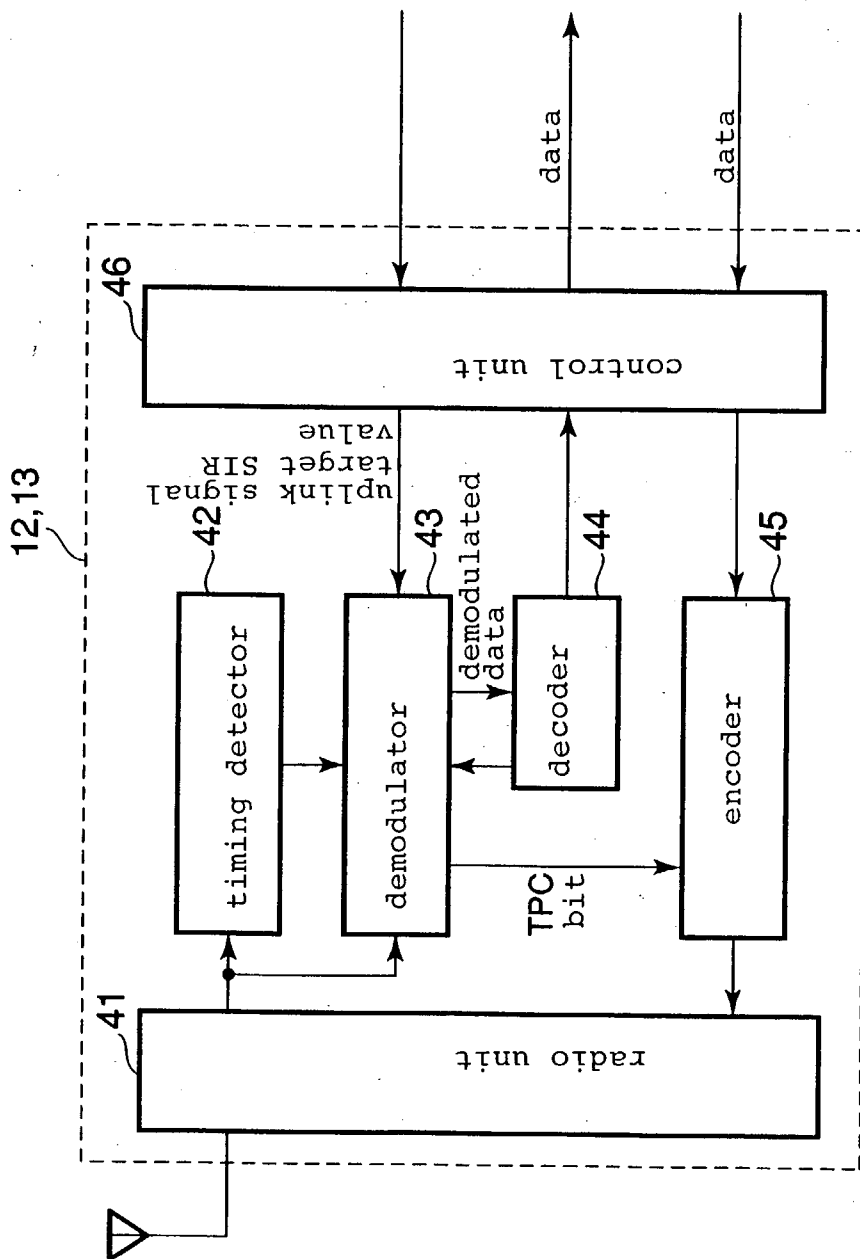 12,13
41
radio unit
42
timing detector
43
demodulator
uplink signal
target SIR
value
demodulated
data
44
decoder
TPC
bit
45
encoder
46
control unit
data
data